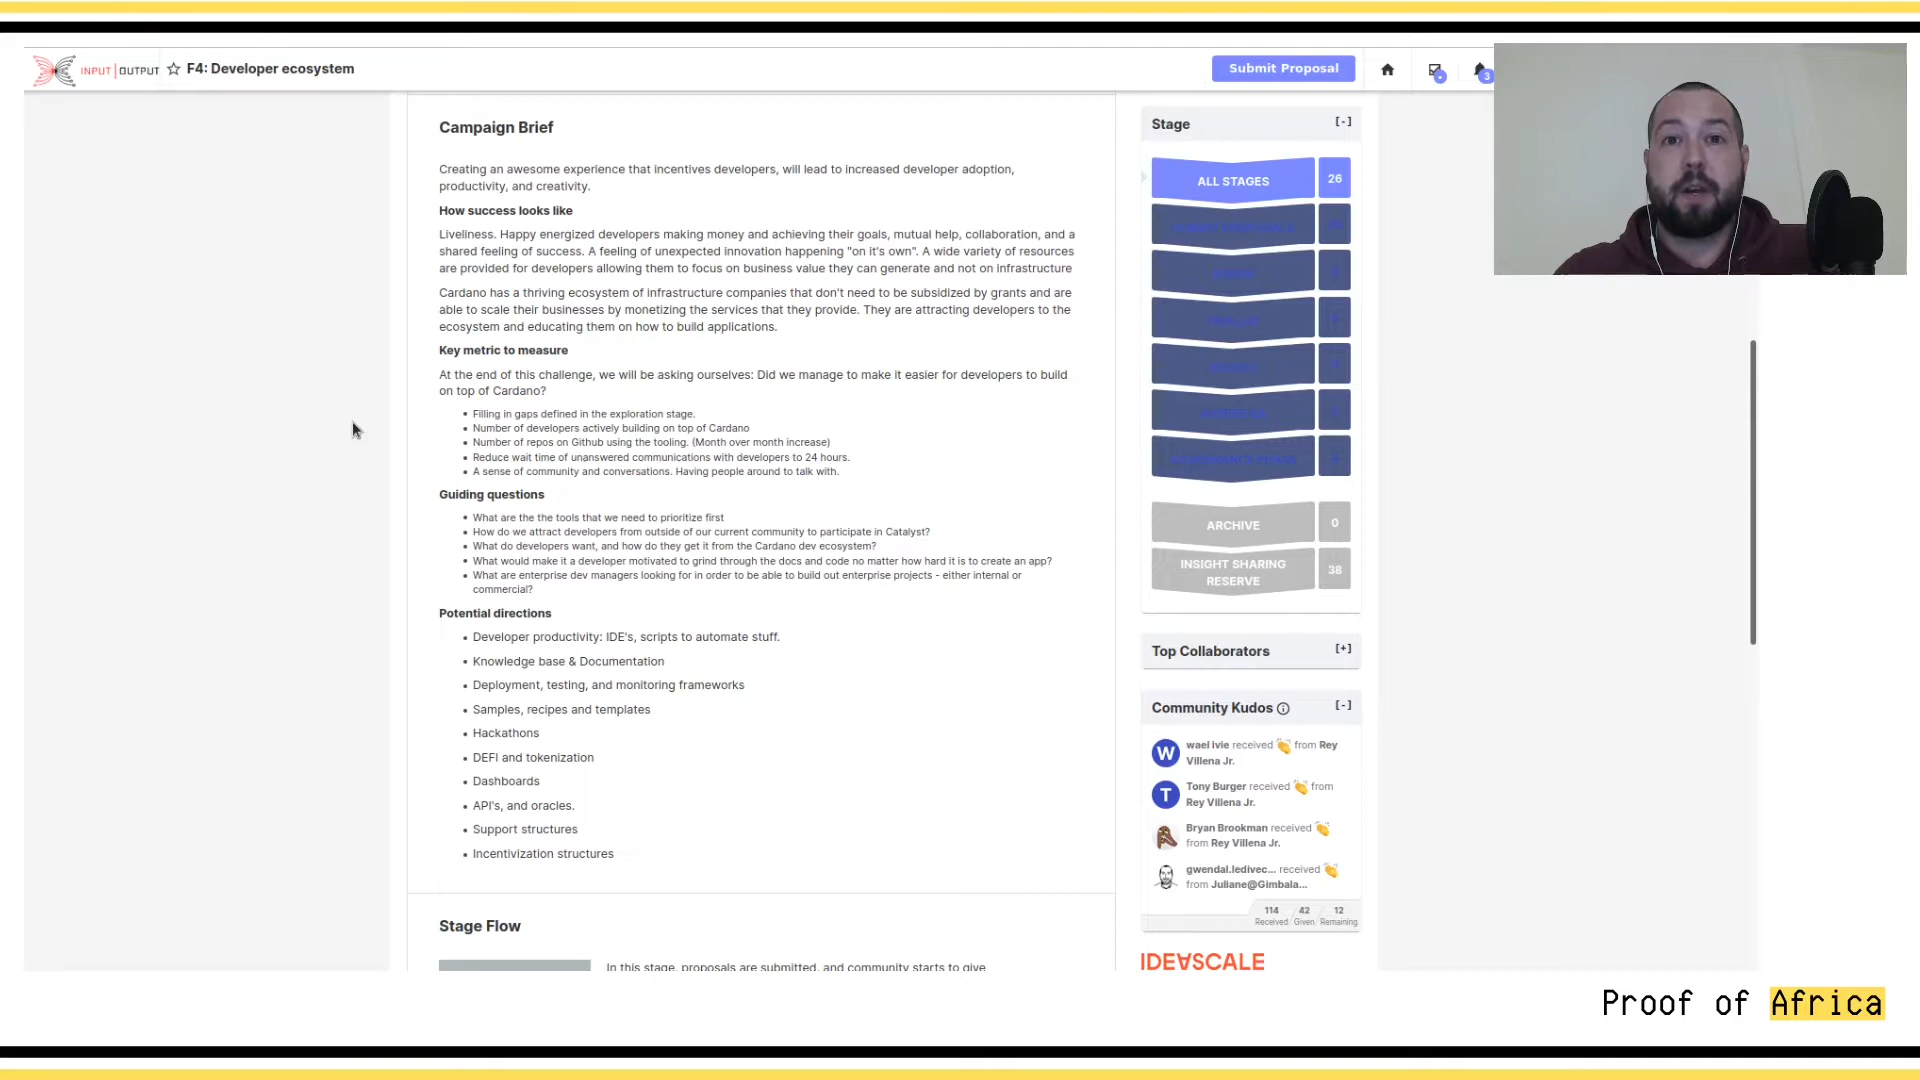 INPUT | OUTPUT
F4: Developer ecosystem
Submit Proposal
3
Campaign Brief
Creating an awesome experience that incentives developers, will lead to increased developer adoption,
productivity, and creativity.
How success looks like
Liveliness. Happy energized developers making money and achieving their goals, mutual help, collaboration, and a
shared feeling of success. A feeling of unexpected innovation happening "on it's own". A wide variety of resources
are provided for developers allowing them to focus on business value they can generate and not on infrastructure
Cardano has a thriving ecosystem of infrastructure companies that don't need to be subsidized by grants and are
able to scale their businesses by monetizing the services that they provide. They are attracting developers to the
ecosystem and educating them on how to build applications.
Key metric to measure
At the end of this challenge, we will be asking ourselves: Did we manage to make it easier for developers to build
on top of Cardano?
• Filling in gaps defined in the exploration stage.
• Number of developers actively building on top of Cardano
• Number of repos on Github using the tooling. (Month over month increase)
• Reduce wait time of unanswered communications with developers to 24 hours.
• A sense of community and conversations. Having people around to talk with.
Guiding questions
• What are the the tools that we need to prioritize first
• How do we attract developers from outside of our current community to participate in Catalyst?
• What do developers want, and how do they get it from the Cardano dev ecosystem?
• What would make it a developer motivated to grind through the docs and code no matter how hard it is to create an app?
• What are enterprise dev managers looking for in order to be able to build out enterprise projects - either internal or
commercial?
Potential directions
• Developer productivity: IDE's, scripts to automate stuff.
• Knowledge base & Documentation
• Deployment, testing, and monitoring frameworks
• Samples, recipes and templates
• Hackathons
• DEFI and tokenization
• Dashboards
• API's, and oracles.
• Support structures
• Incentivization structures
Stage Flow
In this stage, proposals are submitted, and community starts to give
Stage
[-]
ALL STAGES 26
ARCHIVE 0
INSIGHT SHARING
RESERVE
38
Top Collaborators
[+]
Community Kudos
[-]
W
wael ivie received 👏 from Rey
Villena Jr.
T
Tony Burger received 👏 from
Rey Villena Jr.
Bryan Brookman received 👏
from Rey Villena Jr.
gwendal.ledivec... received 👏
from Juliane@Gimbala...
114 42 12
Received Given Remaining
IDEASCALE
Proof of Africa